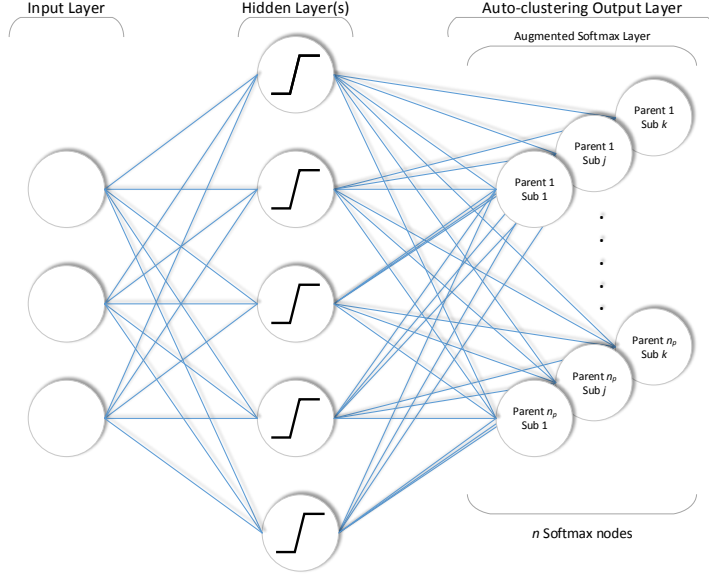 Input Layer
Hidden Layer(s)
Auto-clustering Output Layer
Augmented Softmax Layer
Parent 1
Sub k
Parent 1
Sub j
Parent 1
Sub 1
Parent nₚ
Sub k
Parent nₚ
Sub j
Parent nₚ
Sub 1
n Softmax nodes